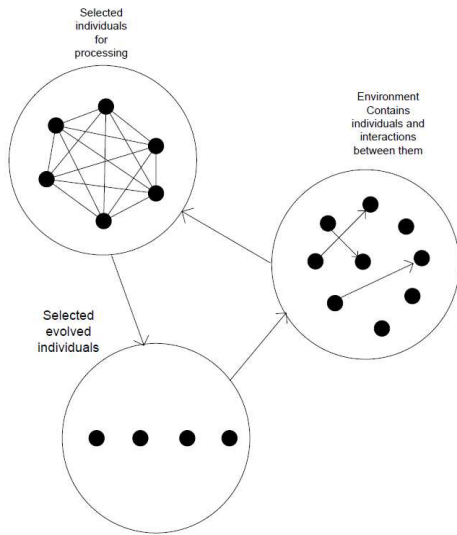 Selected
individuals
for
processing
Environment
Contains
individuals and
interactions
between them
Selected
evolved
individuals